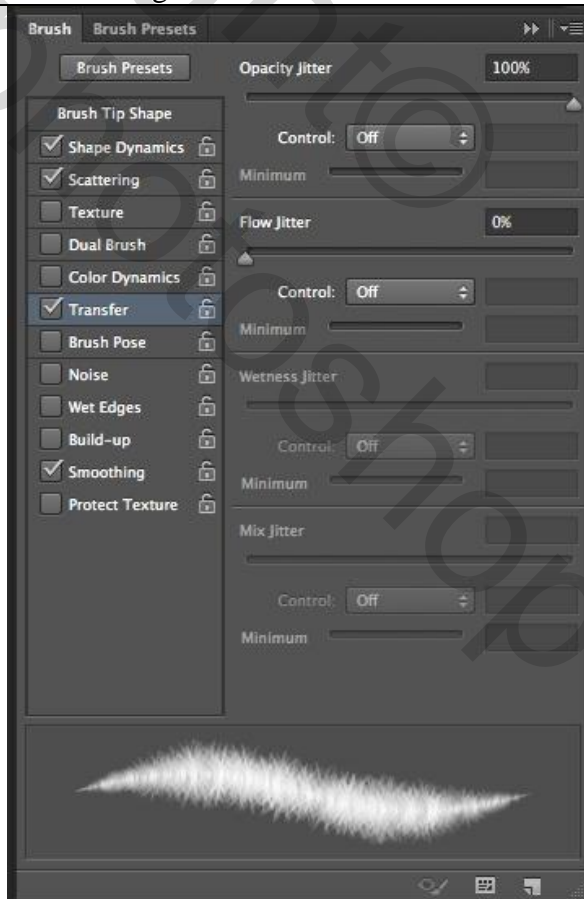 Brush Brush Presets
Brush Presets
Brush Tip Shape
Shape Dynamics
Scattering
Texture
Dual Brush
Color Dynamics
Transfer
Brush Pose
Noise
Wet Edges
Build-up
Smoothing
Protect Texture
Opacity Jitter 100%
Control: Off
Minimum
Flow Jitter 0%
Control: Off
Minimum
Wetness Jitter
Control: Off
Minimum
Mix Jitter
Control: Off
Minimum